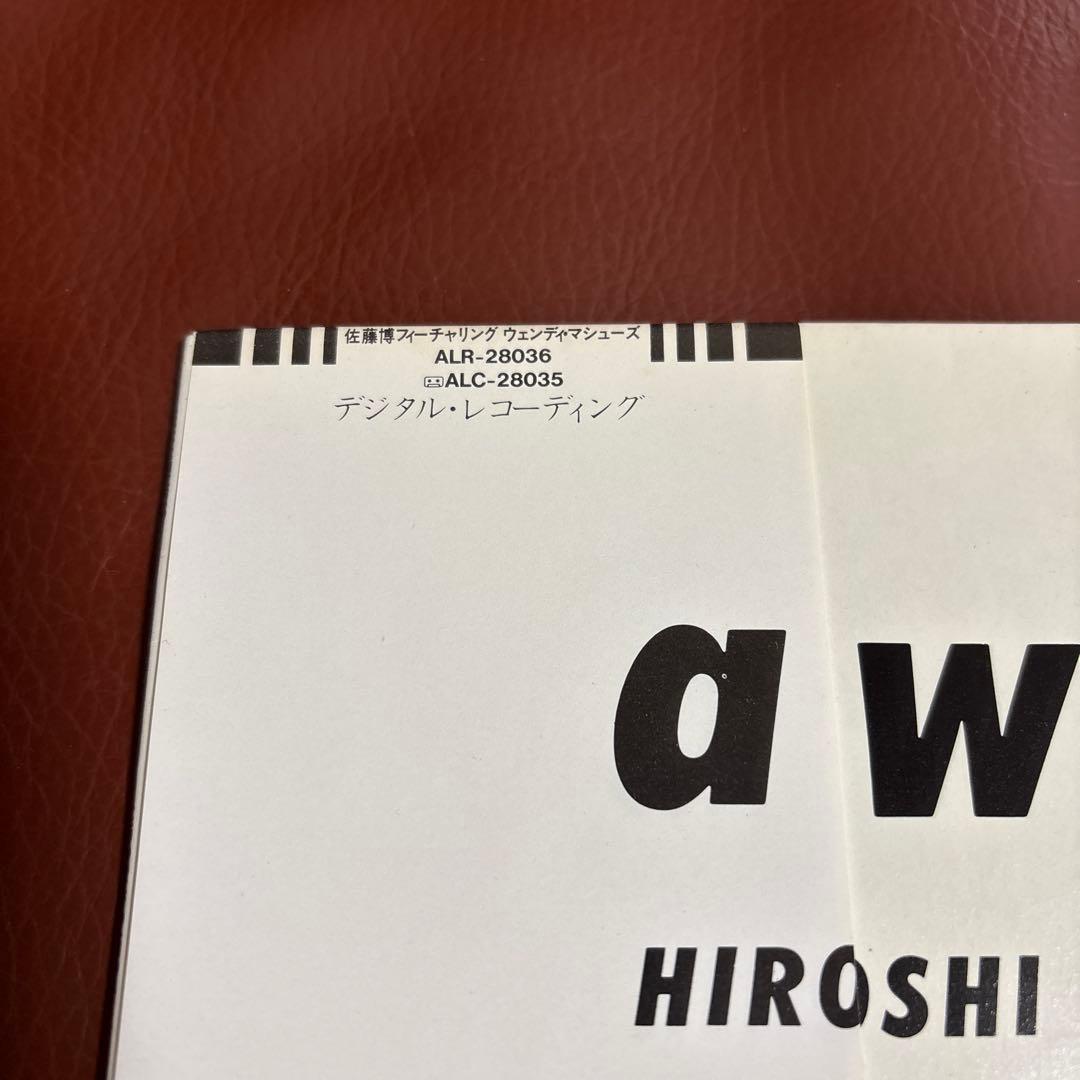 佐藤博フィーチャリング ウェンディ・マシューズ
ALR-28036
ALC-28035
デジタル・レコーディング
aw
HIROSHI